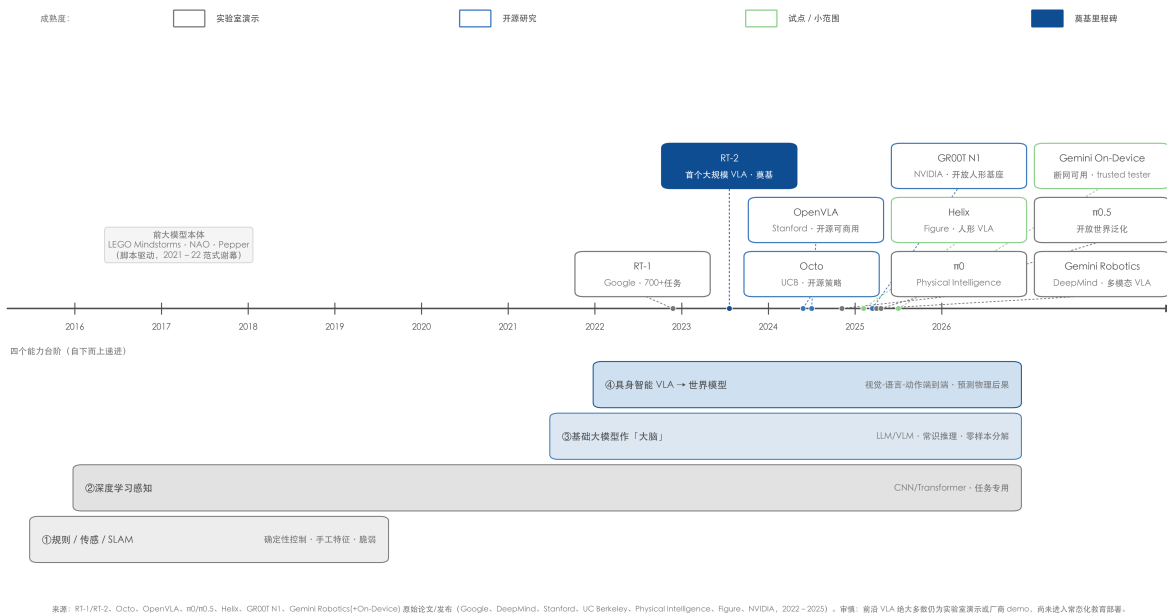 成熟度：
实验室演示
开源研究
试点 / 小范围
奠基里程碑
RT-2
首个大规模 VLA · 奠基
GR00T N1
NVIDIA · 开放人形基座
Gemini On-Device
断网可用 · trusted tester
OpenVLA
Stanford · 开源可商用
Helix
Figure · 人形 VLA
π0.5
开放世界泛化
前大模型本体
LEGO Mindstorms · NAO · Pepper
（脚本驱动，2021 – 22 范式谢幕）
RT-1
Google · 700+任务
Octo
UCB · 开源策略
π0
Physical Intelligence
Gemini Robotics
DeepMind · 多模态 VLA
2016
2017
2018
2019
2020
2021
2022
2023
2024
2025
2026
四个能力台阶（自下而上递进）
④具身智能 VLA → 世界模型
视觉-语言-动作端到端 · 预测物理后果
③基础大模型作「大脑」
LLM/VLM · 常识推理 · 零样本分解
②深度学习感知
CNN/Transformer · 任务专用
①规则 / 传感 / SLAM
确定性控制 · 手工特征 · 脆弱
来源：RT-1/RT-2、Octo、OpenVLA、π0/π0.5、Helix、GR00T N1、Gemini Robotics(+On-Device) 原始论文/发布（Google、DeepMind、Stanford、UC Berkeley、Physical Intelligence、Figure、NVIDIA，2022 – 2025）。审慎：前沿 VLA 绝大多数仍为实验室演示或厂商 demo，尚未进入常态化教育部署。